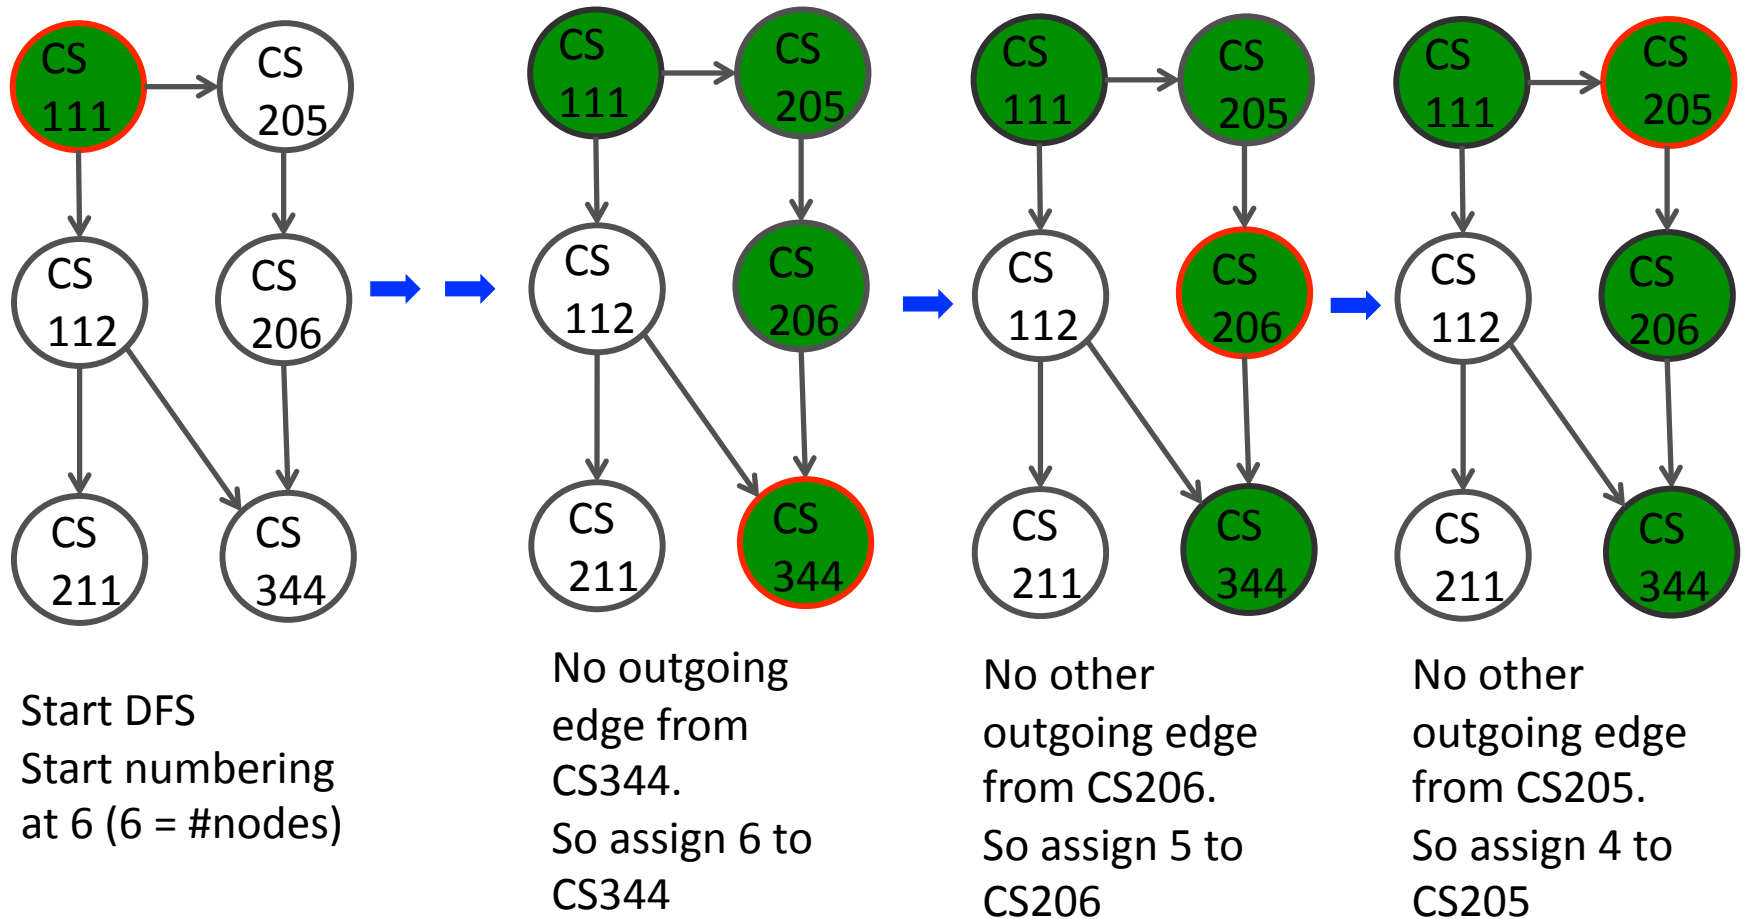 CS
111
CS
205
CS
112
CS
206
CS
211
CS
344
Start DFS
Start numbering
at 6 (6 = #nodes)
CS
111
CS
205
CS
112
CS
206
CS
211
CS
344
No outgoing
edge from
CS344.
So assign 6 to
CS344
CS
111
CS
205
CS
112
CS
206
CS
211
CS
344
No other
outgoing edge
from CS206.
So assign 5 to
CS206
CS
111
CS
205
CS
112
CS
206
CS
211
CS
344
No other
outgoing edge
from CS205.
So assign 4 to
CS205